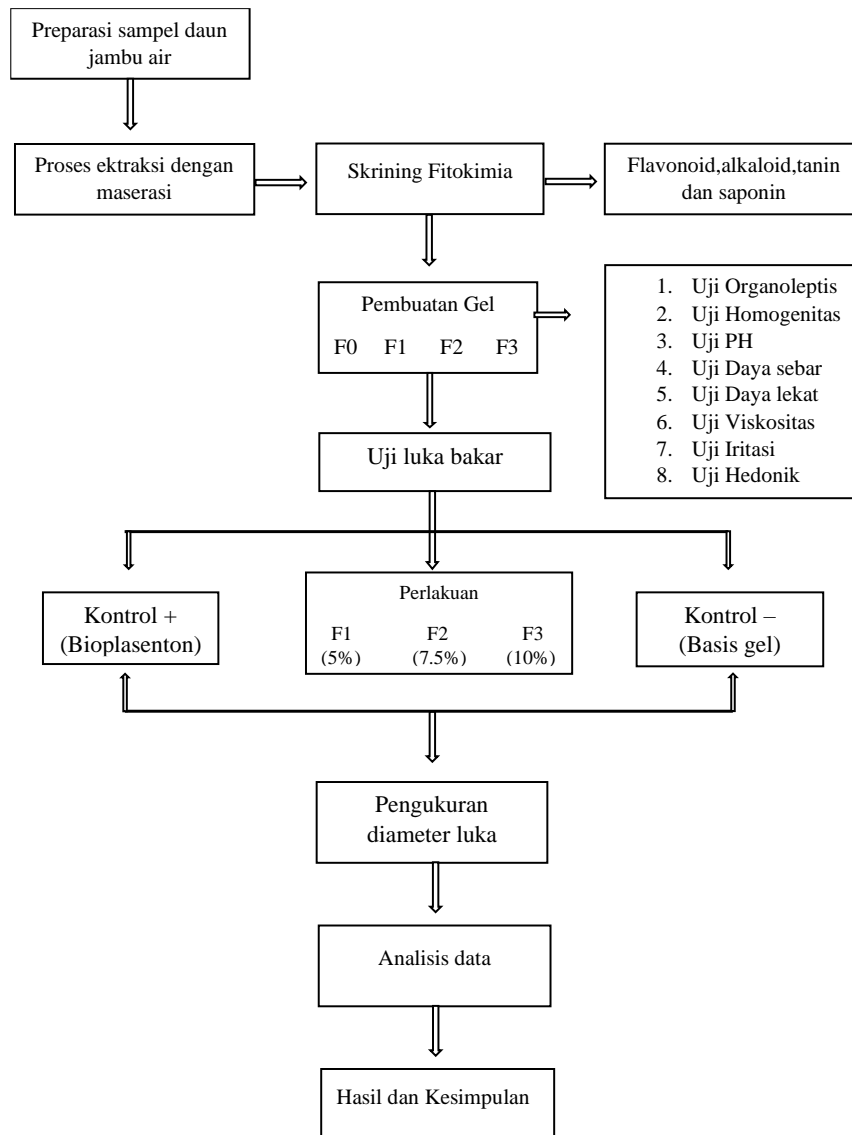 Preparasi sampel daun
jambu air
Proses ektraksi dengan
maserasi
Skrining Fitokimia
Flavonoid,alkaloid,tanin
dan saponin
Pembuatan Gel
F0 F1 F2 F3
1. Uji Organoleptis
2. Uji Homogenitas
3. Uji PH
4. Uji Daya sebar
5. Uji Daya lekat
6. Uji Viskositas
7. Uji Iritasi
8. Uji Hedonik
Uji luka bakar
Kontrol +
(Bioplasenton)
Perlakuan
F1 F2 F3
(5%) (7.5%) (10%)
Kontrol –
(Basis gel)
Pengukuran
diameter luka
Analisis data
Hasil dan Kesimpulan